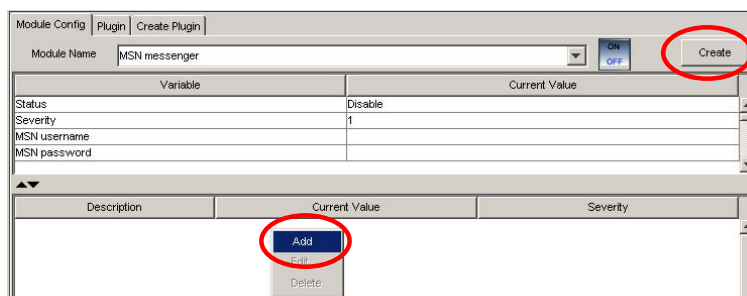 Module Config Plugin Create Plugin
Module Name MSN messenger ON OFF Create
Variable Current Value
Status Disable
Severity 1
MSN username
MSN password
Description Current Value Severity
Add
Edit
Delete